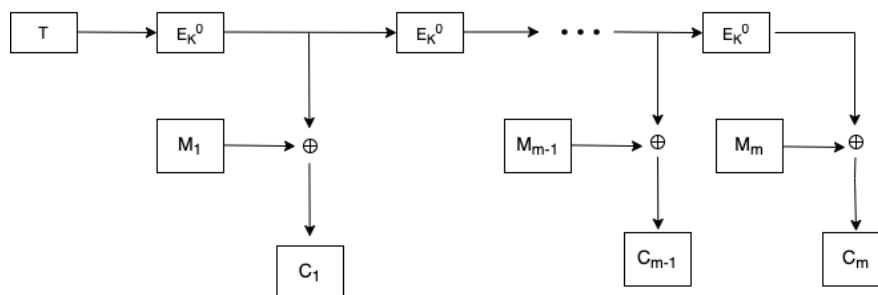 T
E_K^0
E_K^0
• • •
E_K^0
M_1
⊕
M_{m-1}
⊕
M_m
⊕
C_1
C_{m-1}
C_m